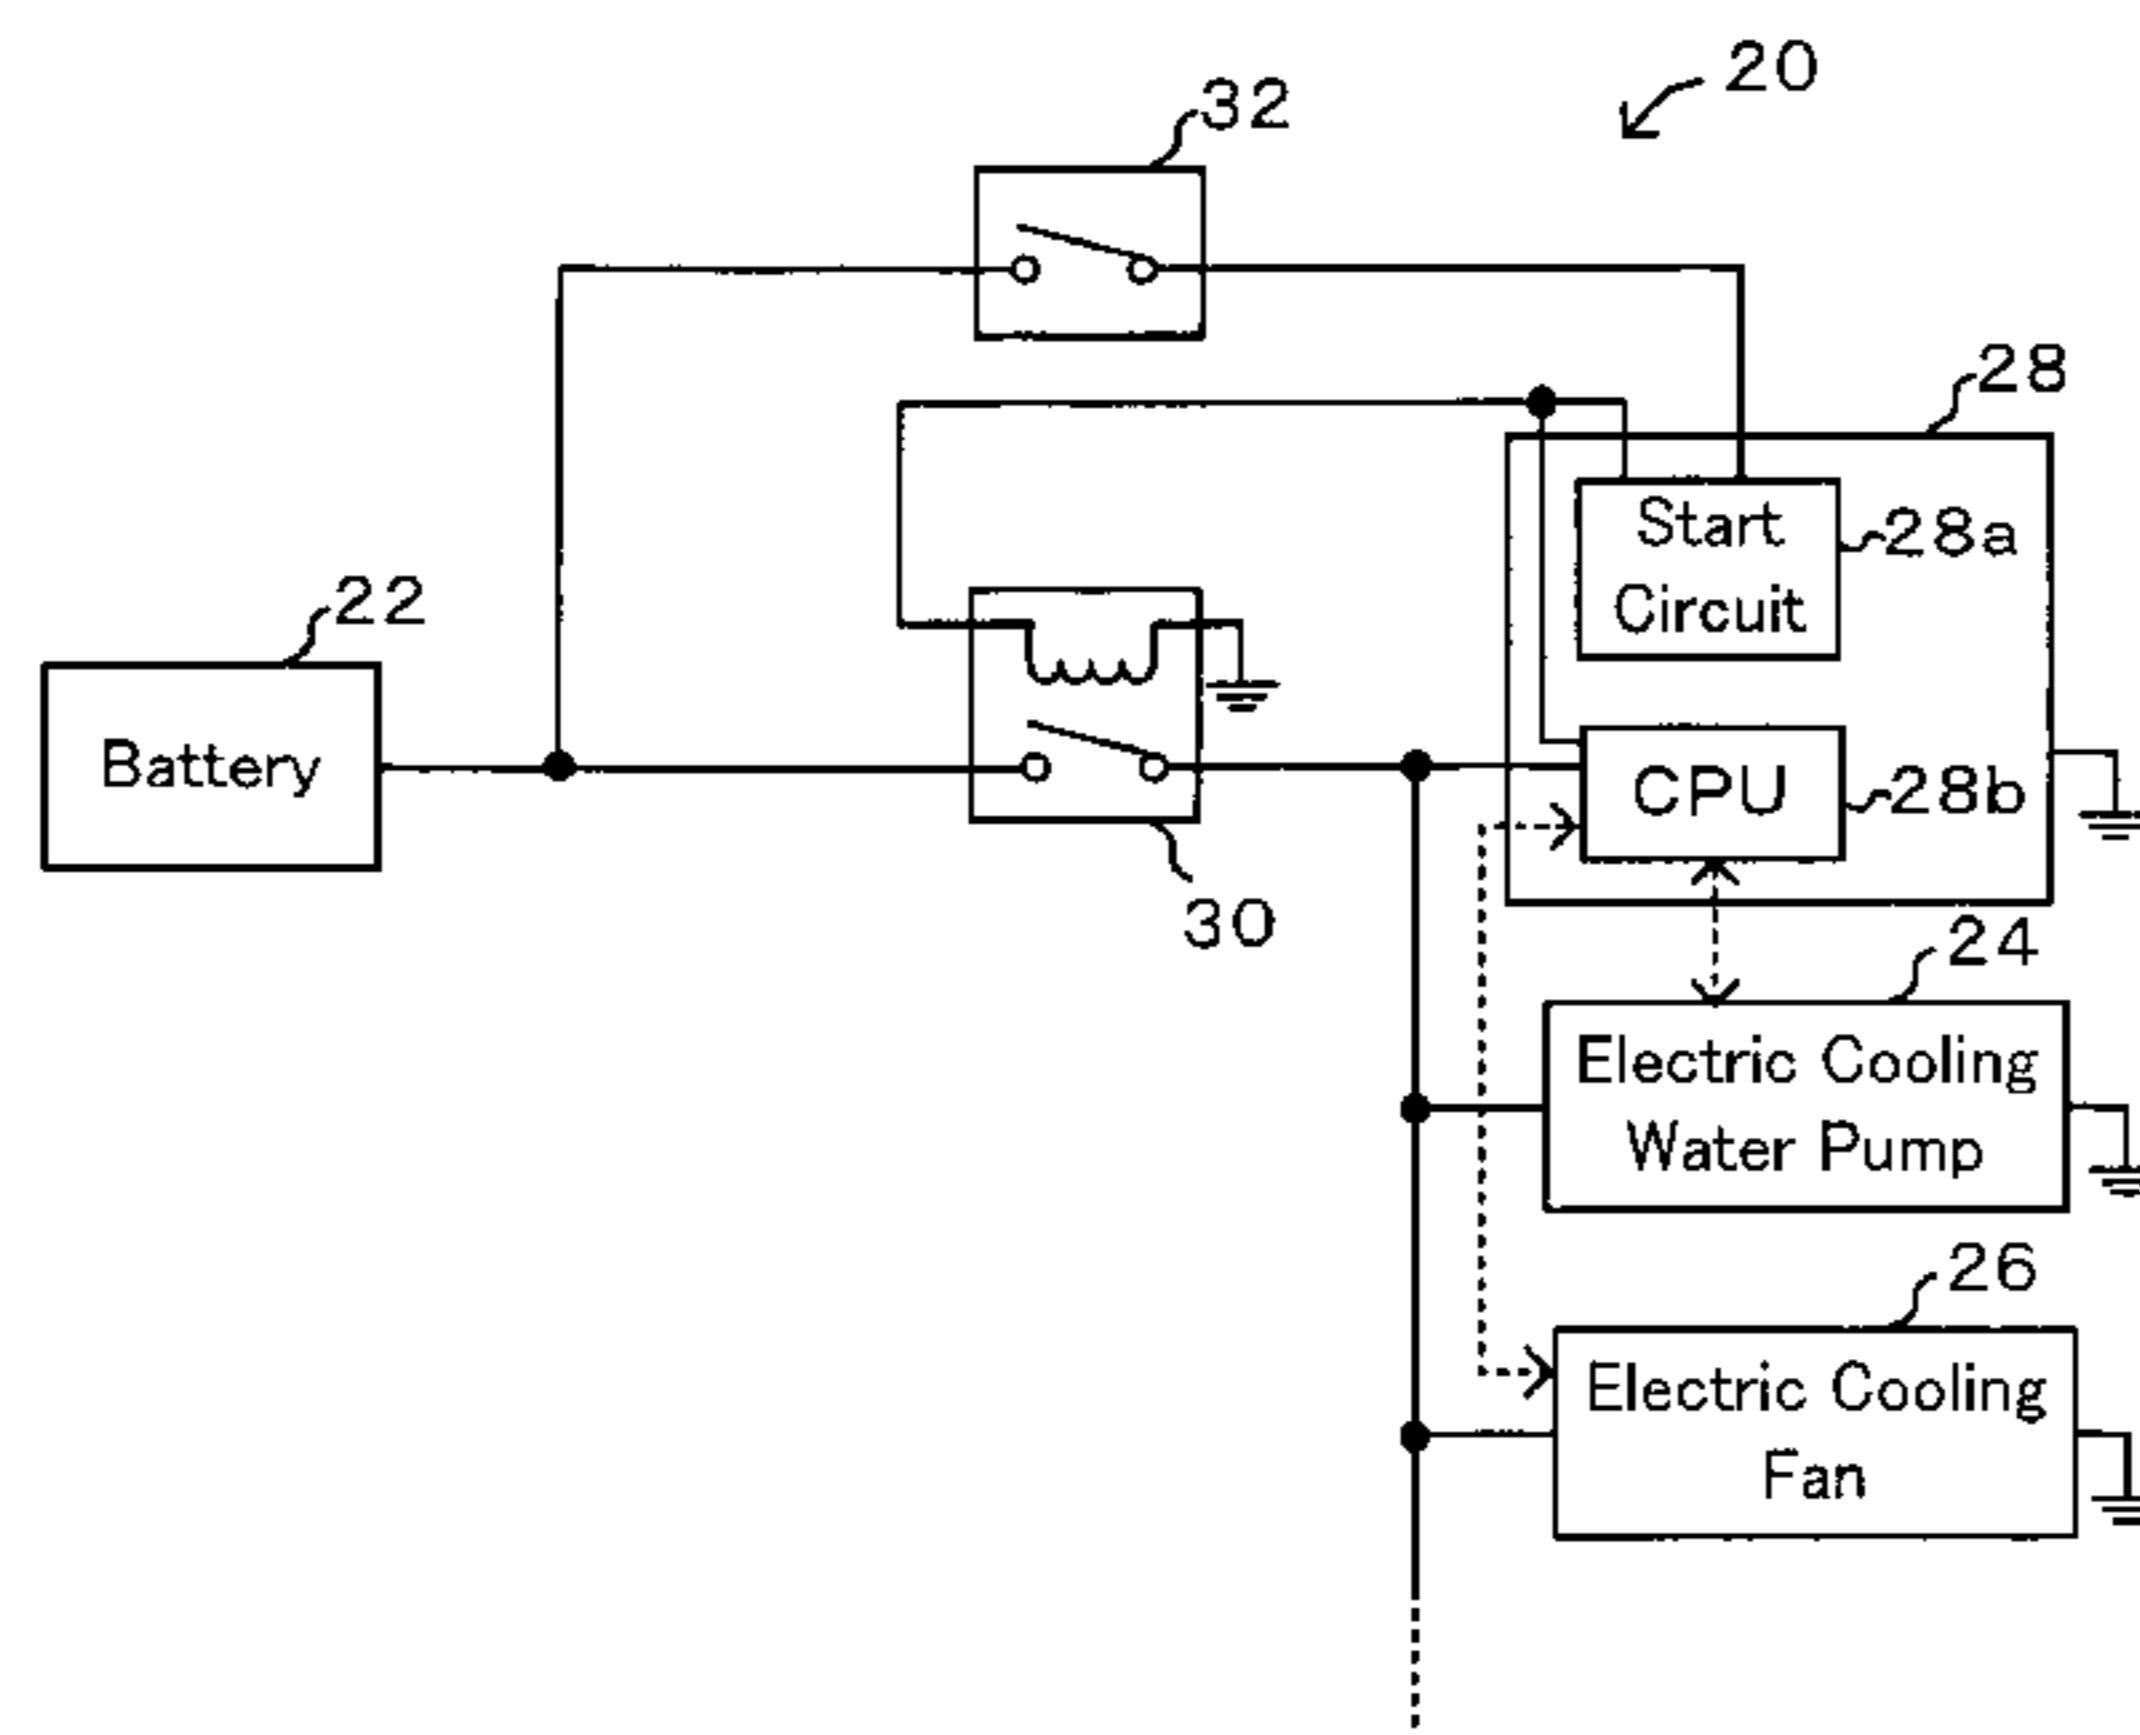 20
32
28
Start
Circuit
28a
22
Battery
CPU
28b
30
24
Electric Cooling
Water Pump
26
Electric Cooling
Fan